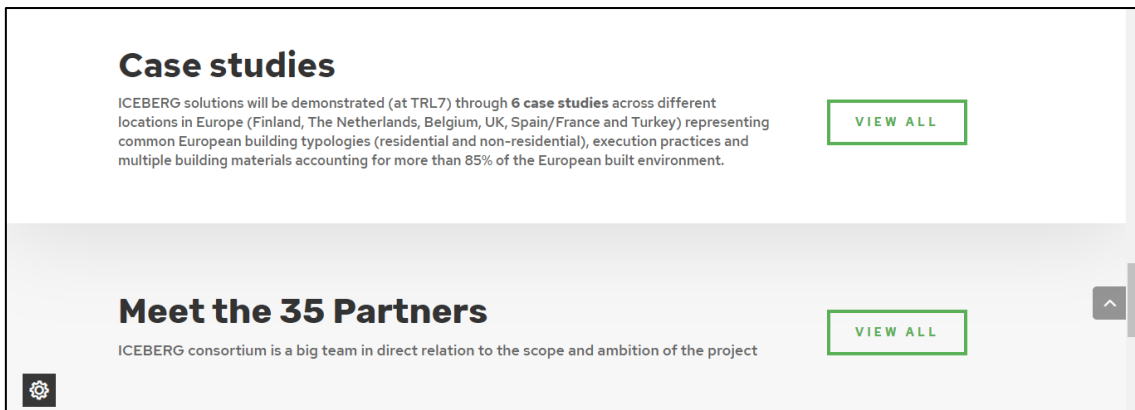 Case studies
ICEBERG solutions will be demonstrated (at TRL7) through 6 case studies across different
locations in Europe (Finland, The Netherlands, Belgium, UK, Spain/France and Turkey) representing
common European building typologies (residential and non-residential), execution practices and
multiple building materials accounting for more than 85% of the European built environment.
VIEW ALL
Meet the 35 Partners
ICEBERG consortium is a big team in direct relation to the scope and ambition of the project
VIEW ALL